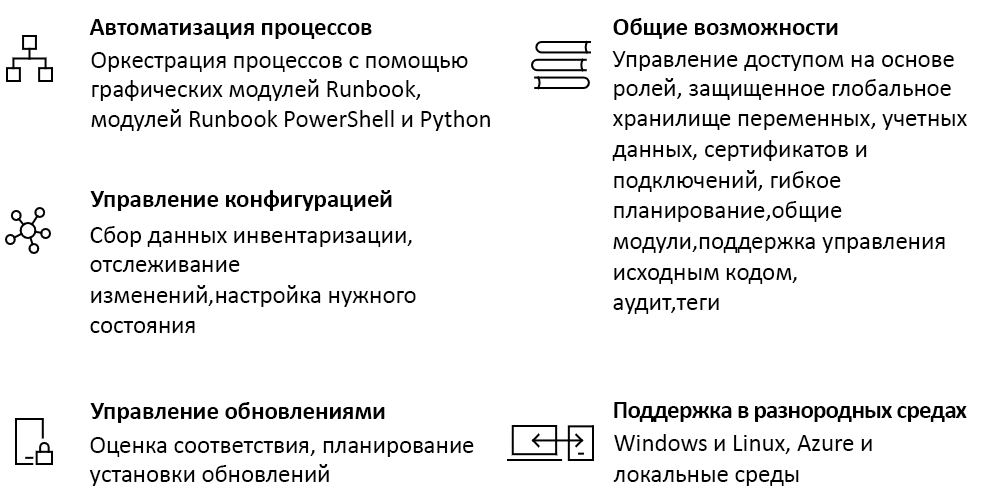 Автоматизация процессов
Оркестрация процессов с помощью
графических модулей Runbook,
модулей Runbook PowerShell и Python
Управление конфигурацией
Сбор данных инвентаризации,
отслеживание
изменений,настройка нужного
состояния
Управление обновлениями
Оценка соответствия, планирование
установки обновлений
Общие возможности
Управление доступом на основе
ролей, защищенное глобальное
хранилище переменных, учетных
данных, сертификатов и
подключений, гибкое
планирование,общие
модули,поддержка управления
исходным кодом,
аудит,теги
Поддержка в разнородных средах
Windows и Linux, Azure и
локальные среды